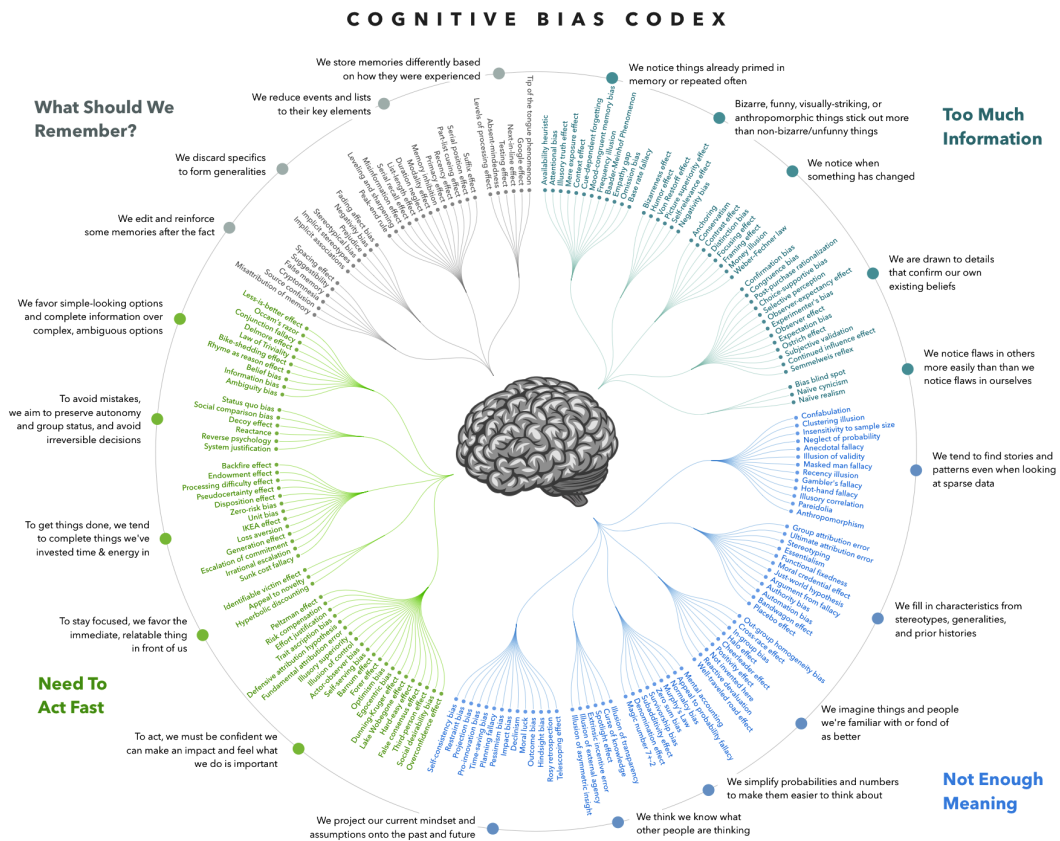 COGNITIVE BIAS CODEX
What Should We
Remember?
Too Much
Information
Need To
Act Fast
Not Enough
Meaning
We store memories differently based
on how they were experienced
We reduce events and lists
to their key elements
We discard specifics
to form generalities
We edit and reinforce
some memories after the fact
We favor simple-looking options
and complete information over
complex, ambiguous options
To avoid mistakes,
we aim to preserve autonomy
and group status, and avoid
irreversible decisions
To get things done, we tend
to complete things we've
invested time & energy in
To stay focused, we favor the
immediate, relatable thing
in front of us
To act, we must be confident we
can make an impact and feel what
we do is important
We project our current mindset and
assumptions onto the past and future
We notice things already primed in
memory or repeated often
Bizarre, funny, visually-striking, or
anthropomorphic things stick out more
than non-bizarre/unfunny things
We notice when
something has changed
We are drawn to details
that confirm our own
existing beliefs
We notice flaws in others
more easily than than we
notice flaws in ourselves
We tend to find stories and
patterns even when looking
at sparse data
We fill in characteristics from
stereotypes, generalities,
and prior histories
We imagine things and people
we're familiar with or fond of
as better
We simplify probabilities and numbers
to make them easier to think about
We think we know what
other people are thinking
Availability heuristic
Attentional bias
Illusory truth effect
Mere exposure effect
Context effect
Cue-dependent forgetting
Mood-congruent memory bias
Frequency illusion
Baader-Meinhof Phenomenon
Empathy gap
Omission bias
Base rate fallacy
Bizarreness effect
Humor effect
Von Restorff effect
Picture superiority effect
Self-relevance effect
Negativity bias
Anchoring
Conservatism
Contrast effect
Distinction bias
Focusing effect
Framing effect
Money illusion
Weber–Fechner law
Confirmation bias
Congruence bias
Post-purchase rationalization
Choice-supportive bias
Selective perception
Observer-expectancy effect
Experimenter's bias
Observer effect
Expectation bias
Ostrich effect
Subjective validation
Continued influence effect
Semmelweis reflex
Bias blind spot
Naïve cynicism
Naïve realism
Confabulation
Clustering illusion
Insensitivity to sample size
Neglect of probability
Anecdotal fallacy
Illusion of validity
Masked man fallacy
Recency illusion
Gambler's fallacy
Hot-hand fallacy
Illusory correlation
Pareidolia
Anthropomorphism
Group attribution error
Ultimate attribution error
Stereotyping
Essentialism
Functional fixedness
Moral credential effect
Just-world hypothesis
Argument from fallacy
Authority bias
Automation bias
Bandwagon effect
Placebo effect
Out-group homogeneity bias
Cross-race effect
In-group bias
Halo effect
Cheerleader effect
Positivity effect
Not invented here
Reactive devaluation
Well-traveled road effect
Mental accounting
Appeal to probability fallacy
Normalcy bias
Murphy's Law
Zero sum bias
Survivorship bias
Subadditivity effect
Denomination effect
Magic number 7+-2
Illusion of transparency
Curse of knowledge
Spotlight effect
Extrinsic incentive error
Illusion of external agency
Illusion of asymmetric insight
Telescoping effect
Rosy retrospection
Hindsight bias
Outcome bias
Moral luck
Declinism
Impact bias
Pessimism bias
Planning fallacy
Time-saving bias
Pro-innovation bias
Projection bias
Restraint bias
Self-consistency bias
Overconfidence effect
Social desirability bias
Third-person effect
False consensus effect
Hard-easy effect
Lake Wobegone effect
Dunning-Kruger effect
Egocentric bias
Optimism bias
Forer effect
Barnum effect
Self-serving bias
Actor-observer bias
Illusion of control
Illusory superiority
Fundamental attribution error
Defensive attribution hypothesis
Trait ascription bias
Effort justification
Risk compensation
Peltzman effect
Hyperbolic discounting
Appeal to novelty
Identifiable victim effect
Sunk cost fallacy
Irrational escalation
Escalation of commitment
Generation effect
Loss aversion
IKEA effect
Unit bias
Zero-risk bias
Disposition effect
Pseudocertainty effect
Processing difficulty effect
Endowment effect
Backfire effect
System justification
Reverse psychology
Reactance
Decoy effect
Social comparison bias
Status quo bias
Ambiguity bias
Information bias
Belief bias
Rhyme as reason effect
Bike-shedding effect
Law of Triviality
Delmore effect
Conjunction fallacy
Occam's razor
Less-is-better effect
Misattribution of memory
Source confusion
Cryptomnesia
False memory
Suggestibility
Spacing effect
Implicit associations
Implicit stereotypes
Stereotypical bias
Prejudice
Negativity bias
Fading affect bias
Peak-end rule
Leveling and sharpening
Misinformation effect
Serial recall effect
List-length effect
Duration neglect
Modality effect
Memory inhibition
Primacy effect
Recency effect
Part-list cueing effect
Serial position effect
Suffix effect
Levels of processing effect
Absent-mindedness
Testing effect
Next-in-line effect
Google effect
Tip of the tongue phenomenon